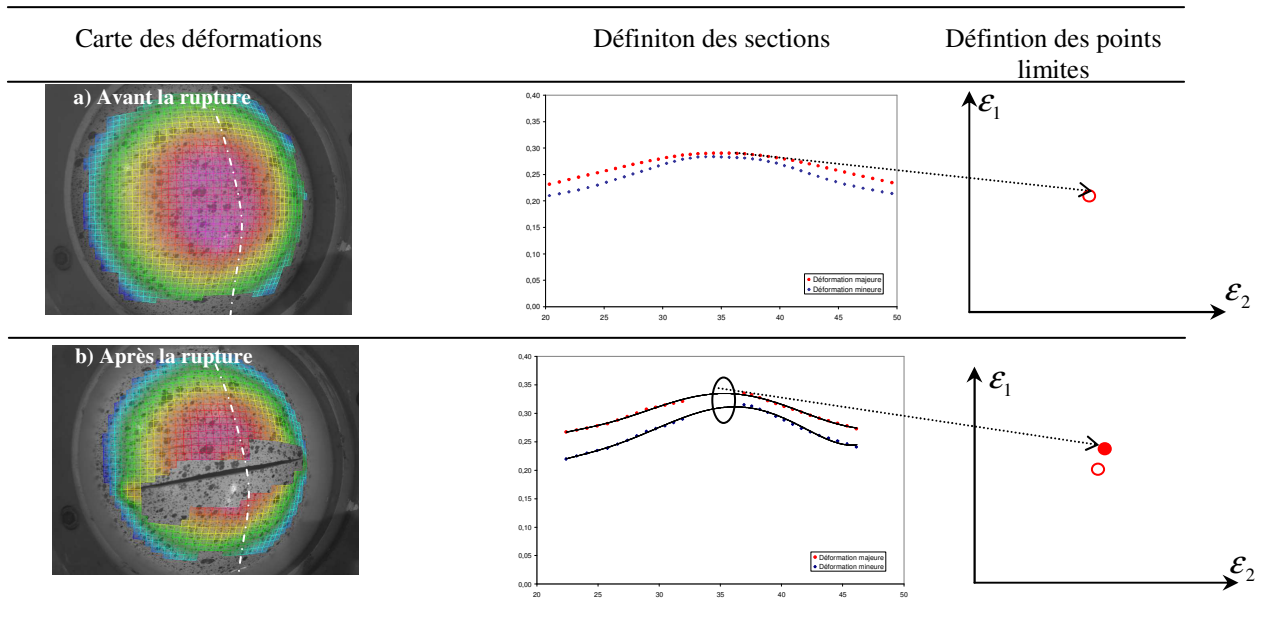 Carte des déformations
Définiton des sections
Défintion des points
limites
a) Avant la rupture
0,40
0,35
0,30
0,25
0,20
0,15
0,10
0,05
0,00
20
25
30
35
40
45
50
Déformation majeure
Déformation mineure
ε1
ε2
b) Après la rupture
0,40
0,35
0,30
0,25
0,20
0,15
0,10
0,05
0,00
20
25
30
35
40
45
50
Déformation majeure
Déformation mineure
ε1
ε2